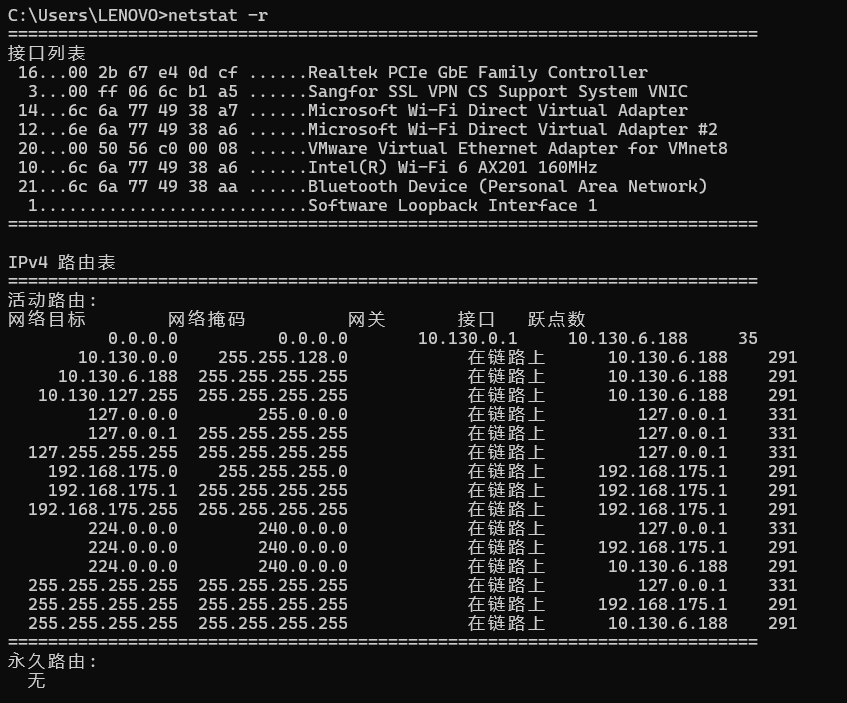 C:\Users\LENOVO>netstat -r
===========================================================================
接口列表
 16...00 2b 67 e4 0d cf ......Realtek PCIe GbE Family Controller
  3...00 ff 06 6c b1 a5 ......Sangfor SSL VPN CS Support System VNIC
 14...6c 6a 77 49 38 a7 ......Microsoft Wi-Fi Direct Virtual Adapter
 12...6e 6a 77 49 38 a6 ......Microsoft Wi-Fi Direct Virtual Adapter #2
 20...00 50 56 c0 00 08 ......VMware Virtual Ethernet Adapter for VMnet8
 10...6c 6a 77 49 38 a6 ......Intel(R) Wi-Fi 6 AX201 160MHz
 21...6c 6a 77 49 38 aa ......Bluetooth Device (Personal Area Network)
  1...........................Software Loopback Interface 1
===========================================================================
IPv4 路由表
===========================================================================
活动路由:
网络目标        网络掩码          网关       接口   跃点数
          0.0.0.0          0.0.0.0       10.130.0.1     10.130.6.188     35
       10.130.0.0    255.255.128.0            在链路上      10.130.6.188    291
     10.130.6.188  255.255.255.255            在链路上      10.130.6.188    291
   10.130.127.255  255.255.255.255            在链路上      10.130.6.188    291
        127.0.0.0        255.0.0.0            在链路上         127.0.0.1    331
        127.0.0.1  255.255.255.255            在链路上         127.0.0.1    331
  127.255.255.255  255.255.255.255            在链路上         127.0.0.1    331
    192.168.175.0    255.255.255.0            在链路上     192.168.175.1    291
    192.168.175.1  255.255.255.255            在链路上     192.168.175.1    291
  192.168.175.255  255.255.255.255            在链路上     192.168.175.1    291
        224.0.0.0        240.0.0.0            在链路上         127.0.0.1    331
        224.0.0.0        240.0.0.0            在链路上     192.168.175.1    291
        224.0.0.0        240.0.0.0            在链路上      10.130.6.188    291
  255.255.255.255  255.255.255.255            在链路上         127.0.0.1    331
  255.255.255.255  255.255.255.255            在链路上     192.168.175.1    291
  255.255.255.255  255.255.255.255            在链路上      10.130.6.188    291
===========================================================================
永久路由:
  无